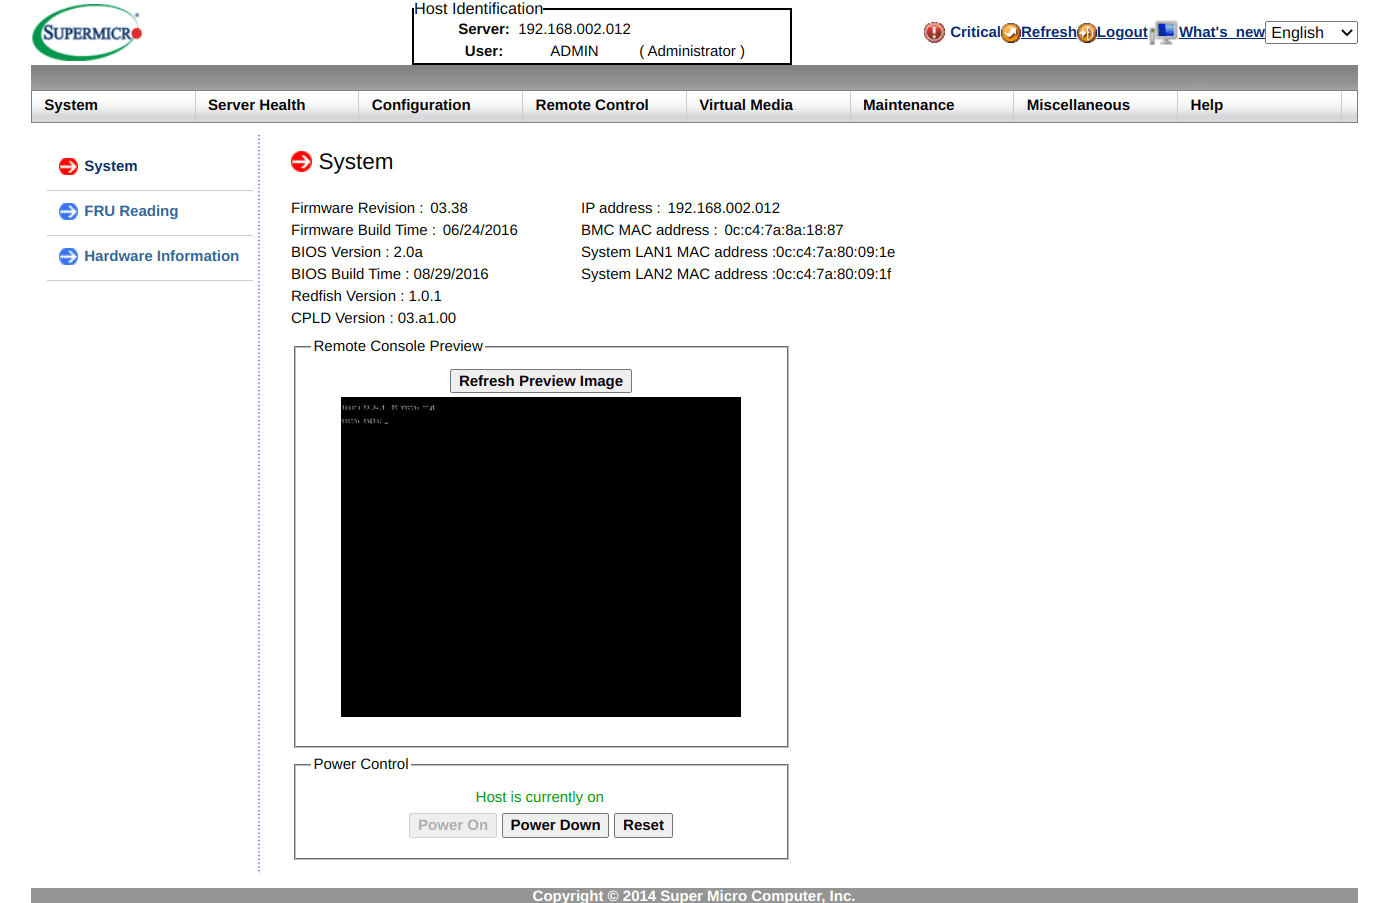 SUPERMICRO
Host Identification
Server: 192.168.002.012
User: ADMIN ( Administrator )
Critical Refresh Logout What's new English
System Server Health Configuration Remote Control Virtual Media Maintenance Miscellaneous Help
System
FRU Reading
Hardware Information
System
Firmware Revision : 03.38
Firmware Build Time : 06/24/2016
BIOS Version : 2.0a
BIOS Build Time : 08/29/2016
Redfish Version : 1.0.1
CPLD Version : 03.a1.00
IP address : 192.168.002.012
BMC MAC address : 0c:c4:7a:8a:18:87
System LAN1 MAC address :0c:c4:7a:80:09:1e
System LAN2 MAC address :0c:c4:7a:80:09:1f
Remote Console Preview
Refresh Preview Image
Power Control
Host is currently on
Power On Power Down Reset
Copyright © 2014 Super Micro Computer, Inc.